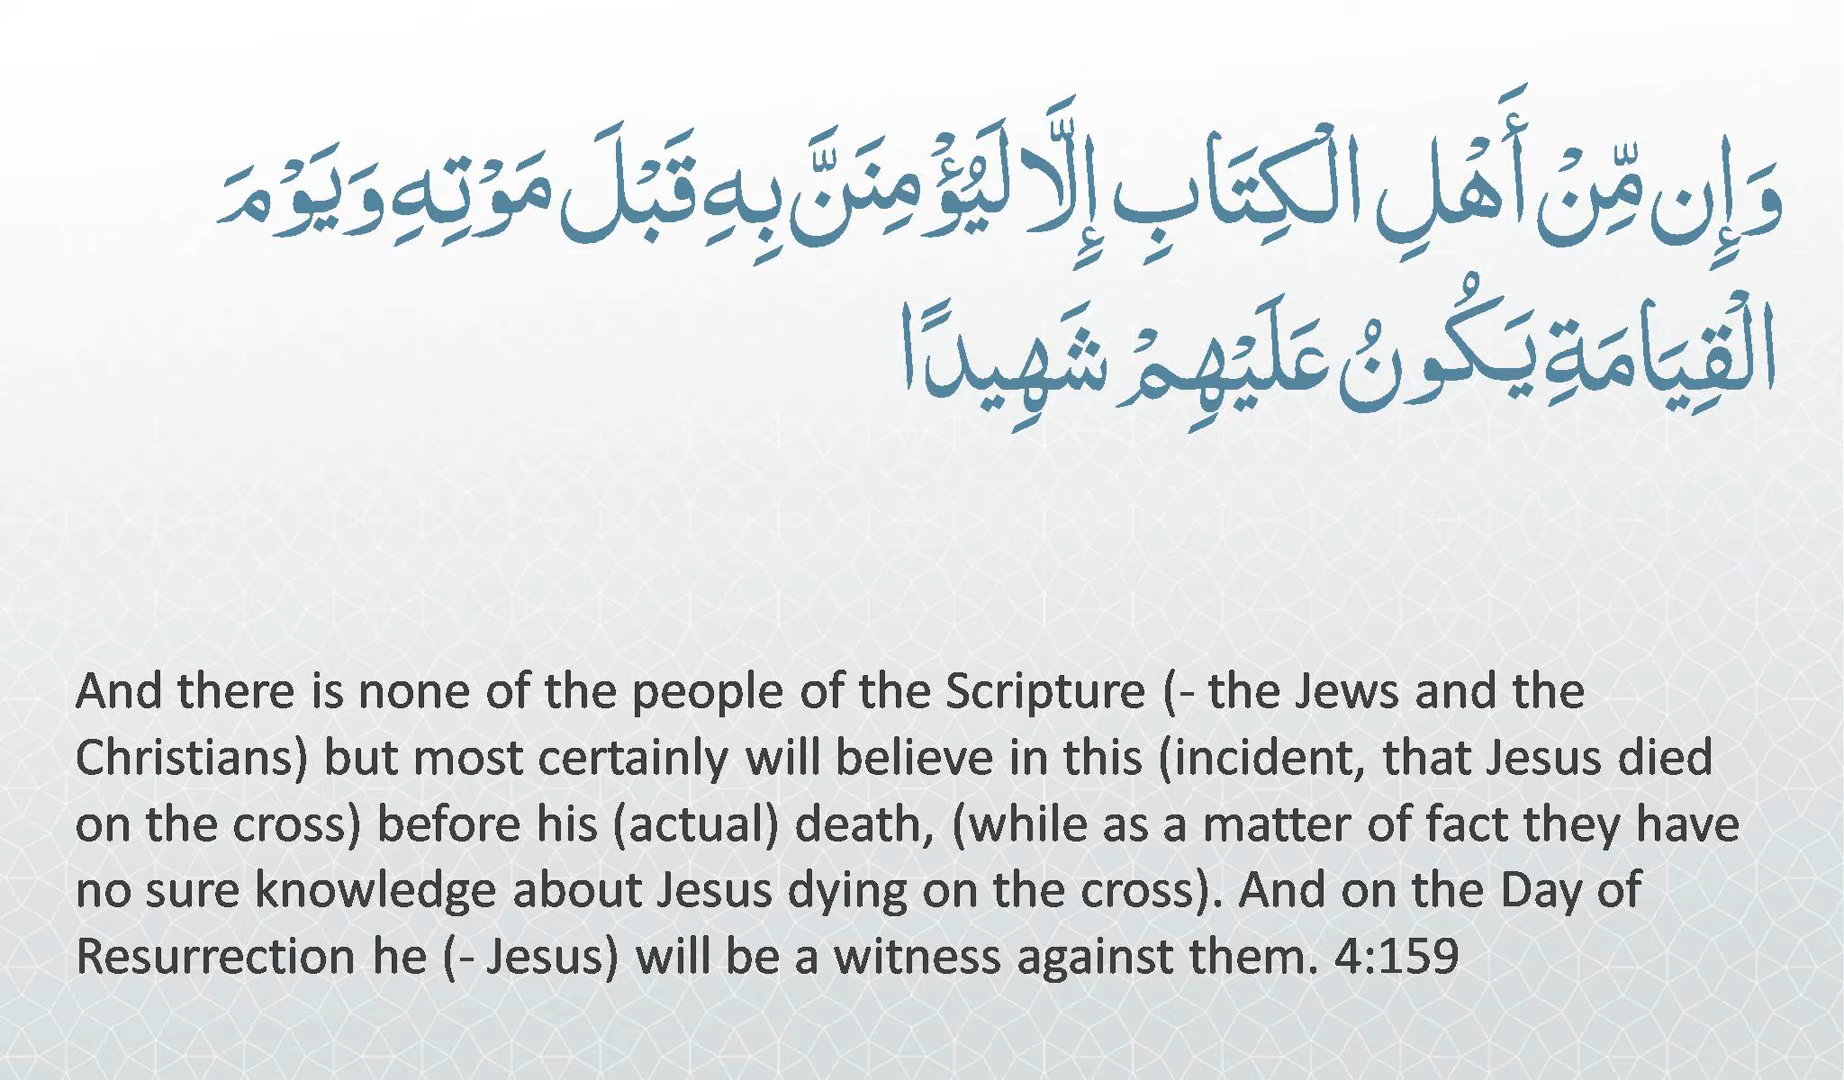 وَإِن مِّنْ أَهْلِ الْكِتَابِ إِلَّا لَيُؤْمِنَنَّ بِهِ قَبْلَ مَوْتِهِ وَيَوْمَ
الْقِيَامَةِ يَكُونُ عَلَيْهِمْ شَهِيدًا
And there is none of the people of the Scripture (- the Jews and the
Christians) but most certainly will believe in this (incident, that Jesus died
on the cross) before his (actual) death, (while as a matter of fact they have
no sure knowledge about Jesus dying on the cross). And on the Day of
Resurrection he (- Jesus) will be a witness against them. 4:159